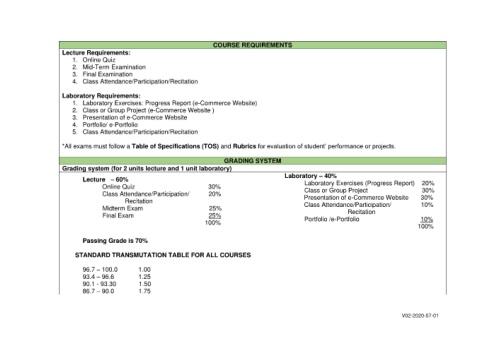 COURSE REQUIREMENTS
Lecture Requirements:
1. Online Quiz
2. Mid-Term Examination
3. Final Examination
4. Class Attendance/Participation/Recitation
Laboratory Requirements:
1. Laboratory Exercises: Progress Report (e-Commerce Website)
2. Class or Group Project (e-Commerce Website )
3. Presentation of e-Commerce Website
4. Portfolio/ e-Portfolio
5. Class Attendance/Participation/Recitation
*All exams must follow a Table of Specifications (TOS) and Rubrics for evaluation of student' performance or projects.
GRADING SYSTEM
Grading system (for 2 units lecture and 1 unit laboratory)
Lecture – 60%
Online Quiz 30%
Class Attendance/Participation/ 20%
Recitation
Midterm Exam 25%
Final Exam 25%
100%
Laboratory – 40%
Laboratory Exercises (Progress Report) 20%
Class or Group Project 30%
Presentation of e-Commerce Website 30%
Class Attendance/Participation/ 10%
Recitation
Portfolio /e-Portfolio 10%
100%
Passing Grade is 70%
STANDARD TRANSMUTATION TABLE FOR ALL COURSES
96.7 – 100.0 1.00
93.4 – 96.6 1.25
90.1 - 93.30 1.50
86.7 – 90.0 1.75
V02-2020-07-01